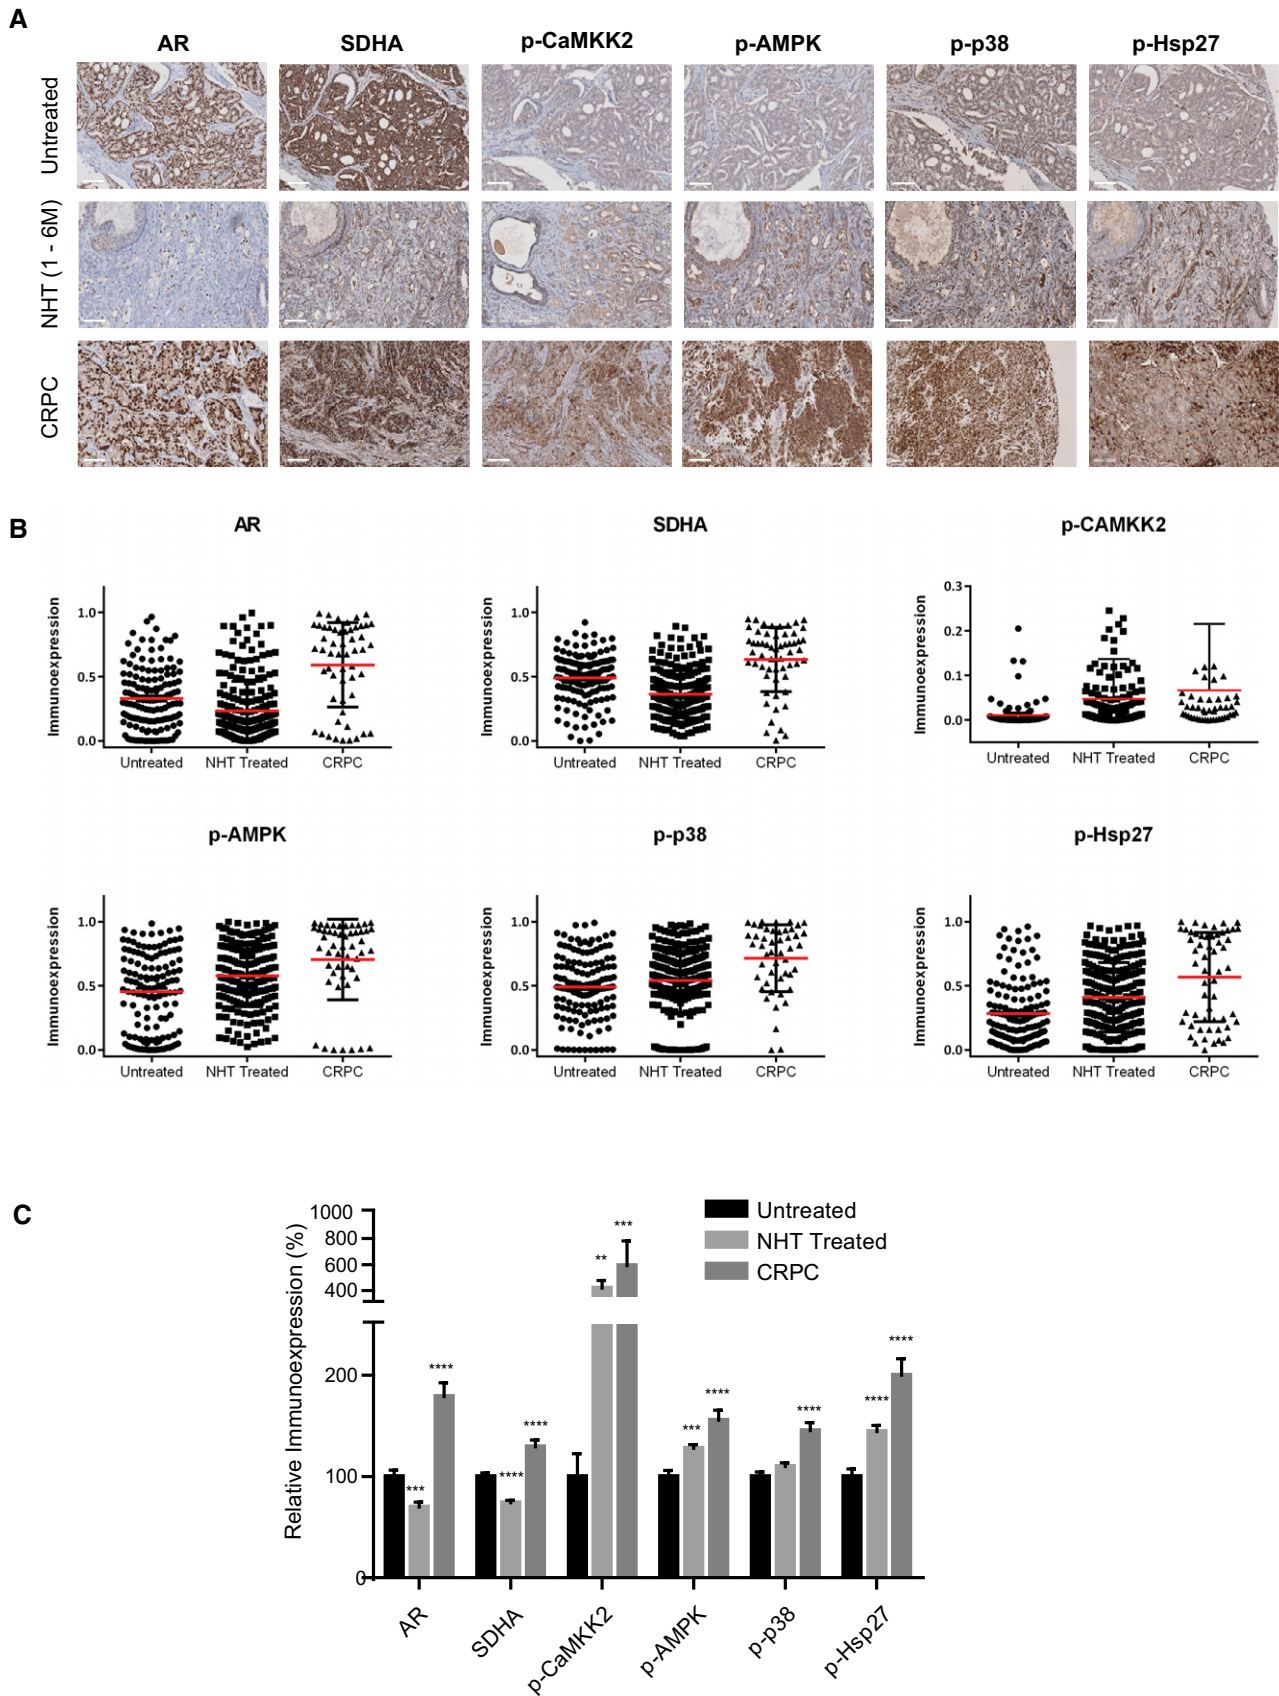 A
AR SDHA p-CaMKK2 p-AMPK p-p38 p-Hsp27
Untreated
NHT (1 - 6M)
CRPC
B
AR SDHA p-CAMKK2
Immunoexpression
1.0
0.5
0.0
Untreated NHT Treated CRPC
Immunoexpression
1.0
0.5
0.0
Untreated NHT Treated CRPC
Immunoexpression
0.3
0.2
0.1
0.0
Untreated NHT Treated CRPC
p-AMPK p-p38 p-Hsp27
Immunoexpression
1.0
0.5
0.0
Untreated NHT Treated CRPC
Immunoexpression
1.0
0.5
0.0
Untreated NHT Treated CRPC
Immunoexpression
1.0
0.5
0.0
Untreated NHT Treated CRPC
C
Relative Immunoexpression (%)
1000
800
600
400
200
100
0
Untreated
NHT Treated
CRPC
*** ****
**** ****
** ***
*** ****
****
**** ****
AR SDHA p-CaMKK2 p-AMPK p-p38 p-Hsp27